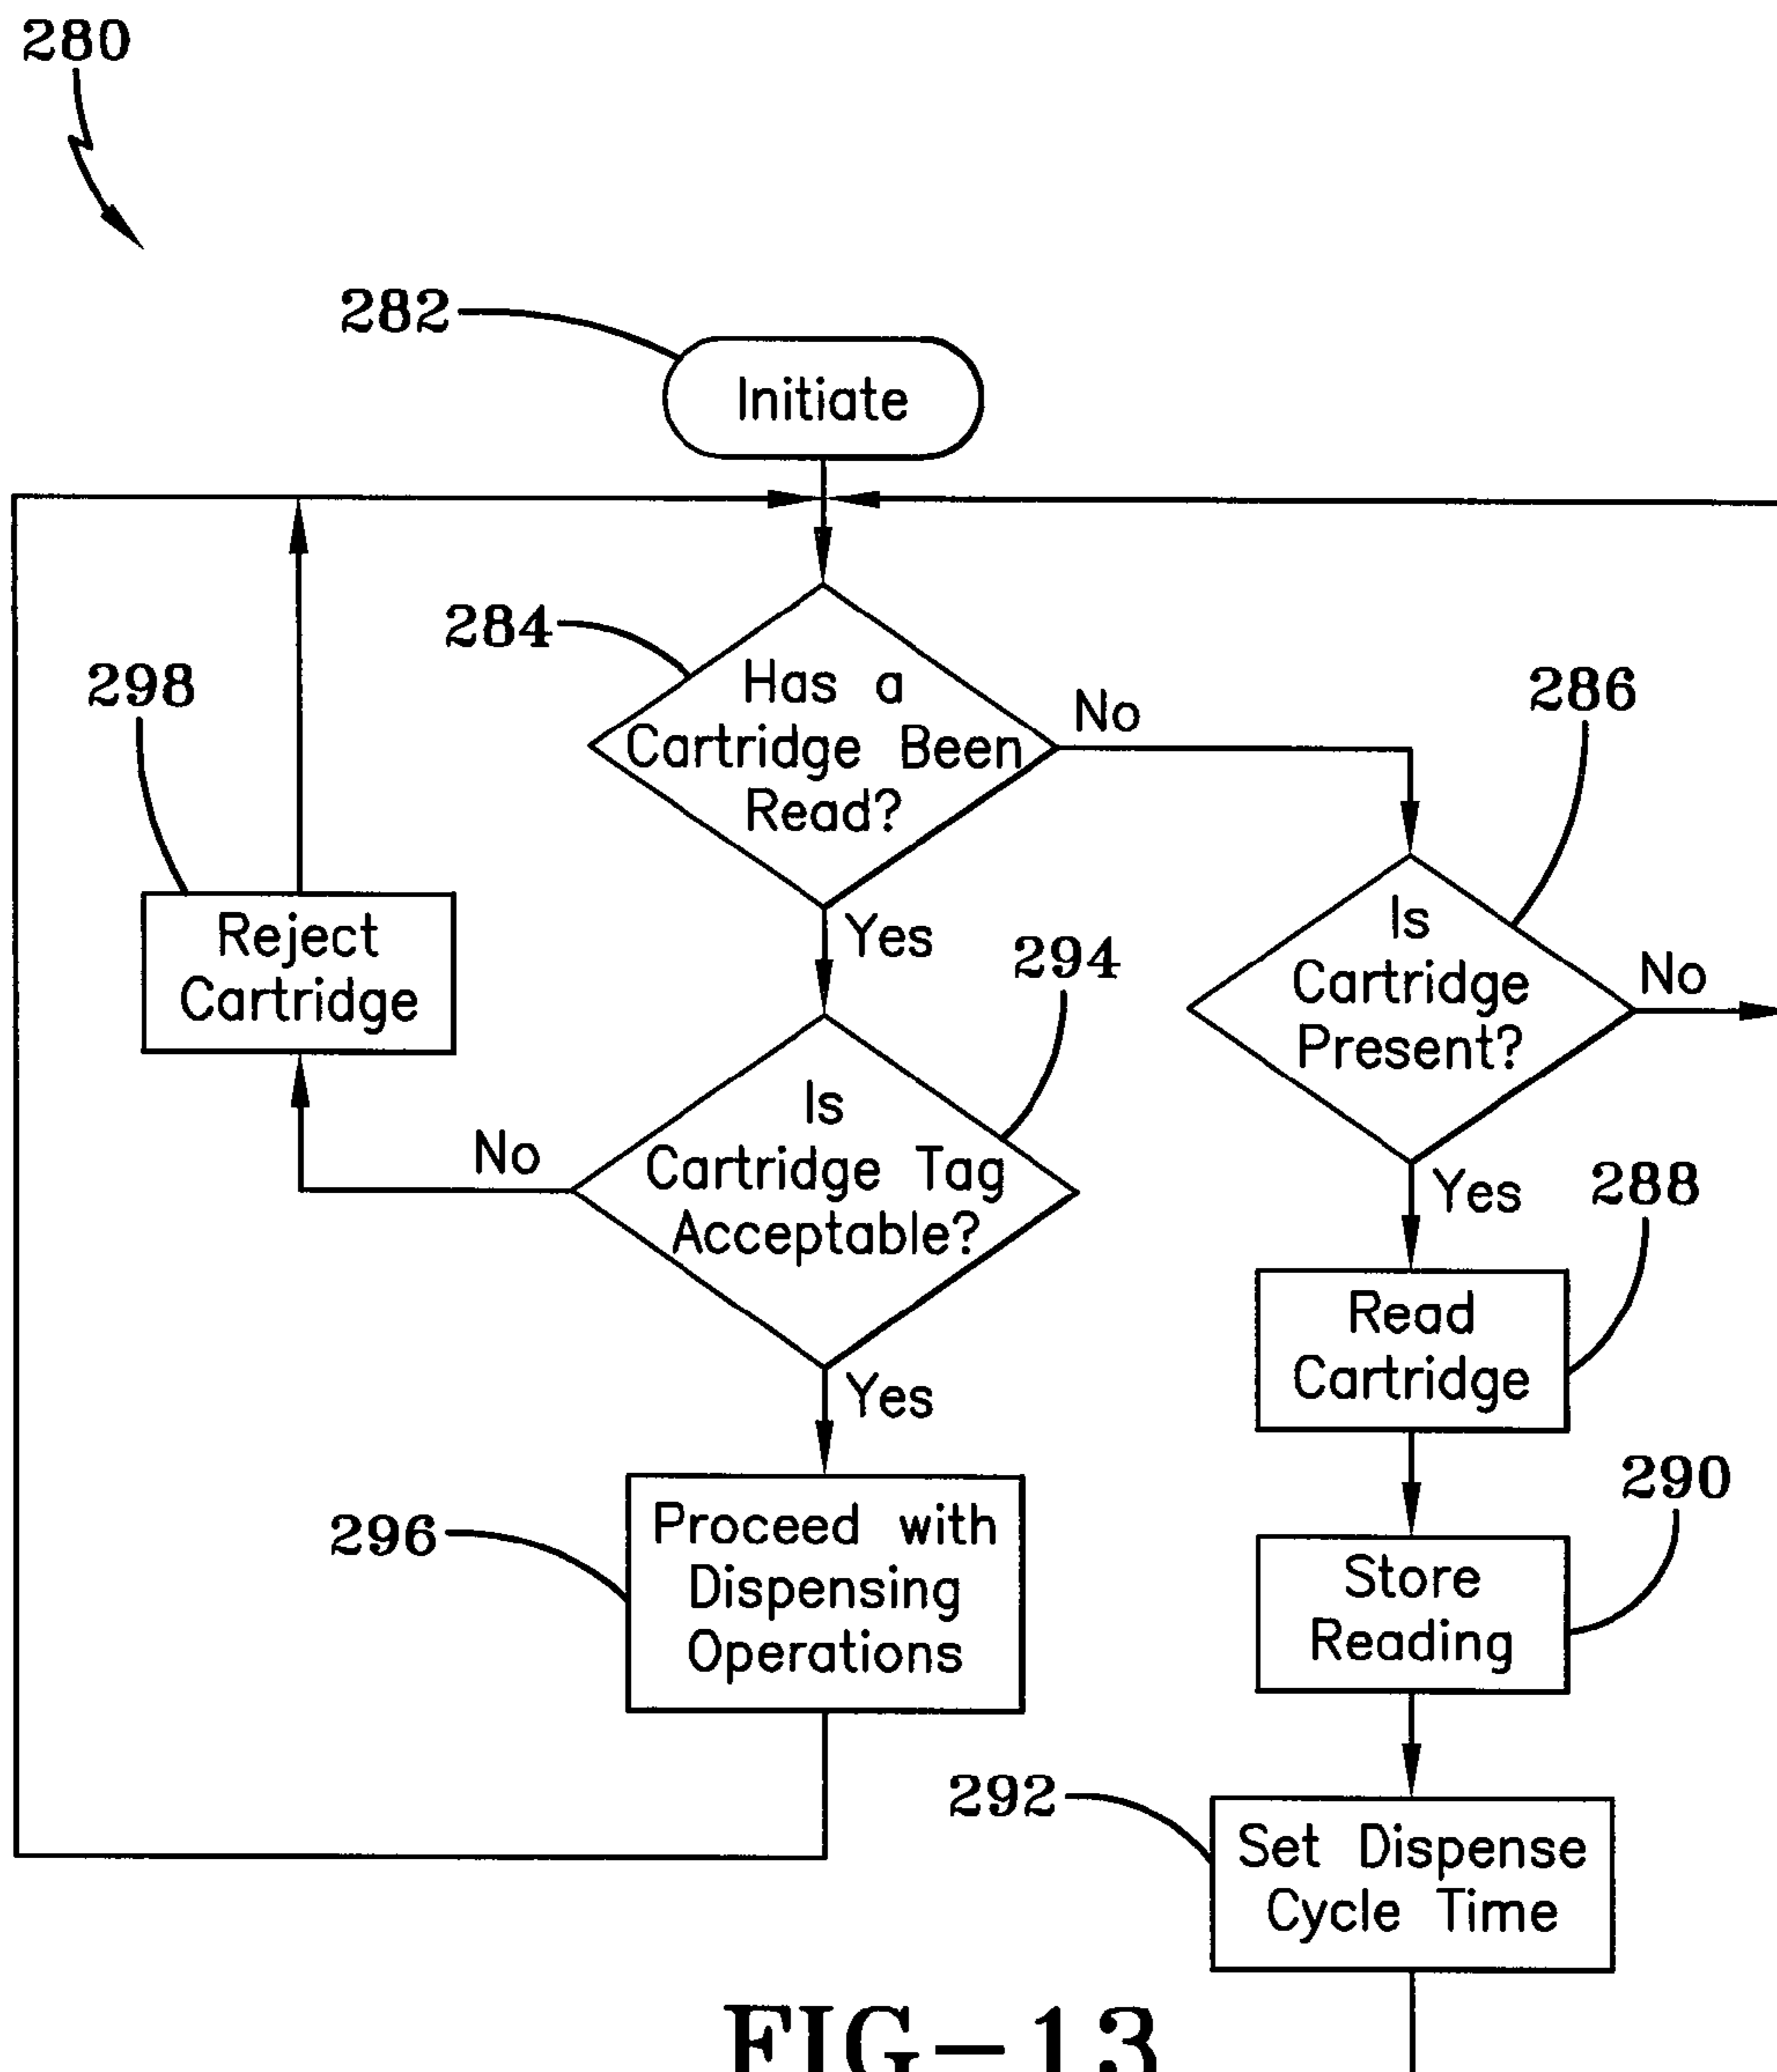 280
282
Initiate
284
Has a
Cartridge Been
Read?
No
Yes
286
Is
Cartridge
Present?
No
Yes
298
Reject
Cartridge
294
Is
Cartridge Tag
Acceptable?
No
Yes
288
Read
Cartridge
290
Store
Reading
296
Proceed with
Dispensing
Operations
292
Set Dispense
Cycle Time
FIG-13